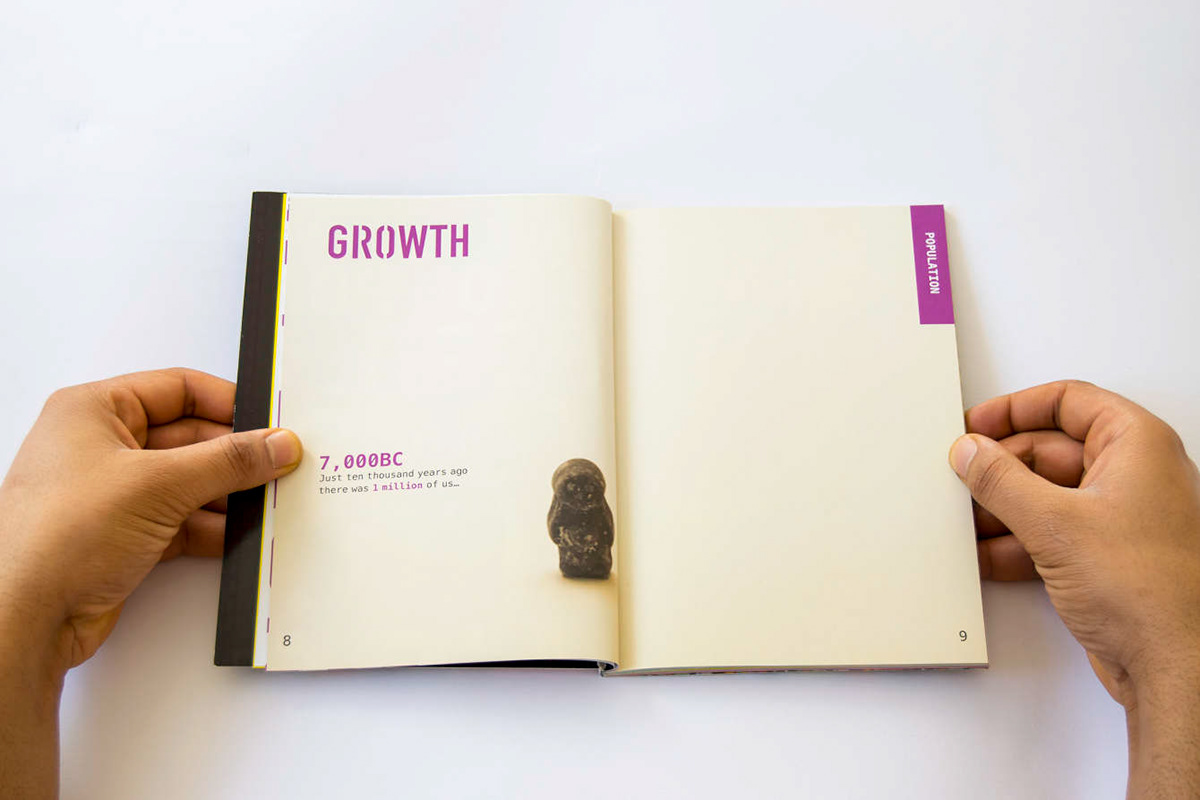 GROWTH
7,000BC
Just ten thousand years ago
there was 1 million of us…
8
POPULATION
9